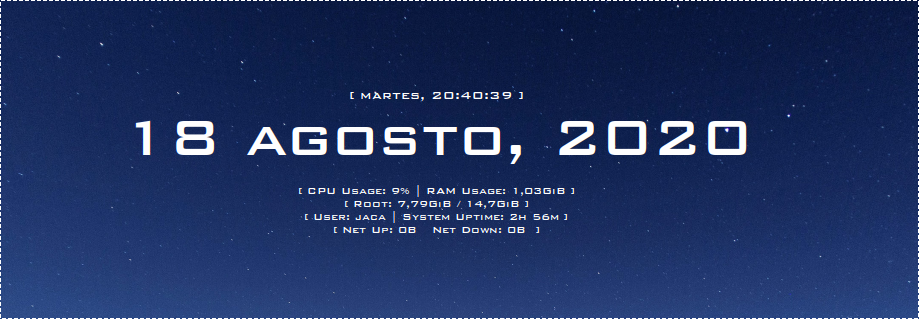 [ martes, 20:40:39 ]
18 agosto, 2020
[ CPU Usage: 9% | RAM Usage: 1,03GiB ]
[ Root: 7,79GiB / 14,7GiB ]
[ User: jaca | System Uptime: 2h 56m ]
[ Net Up: 0B Net Down: 0B ]